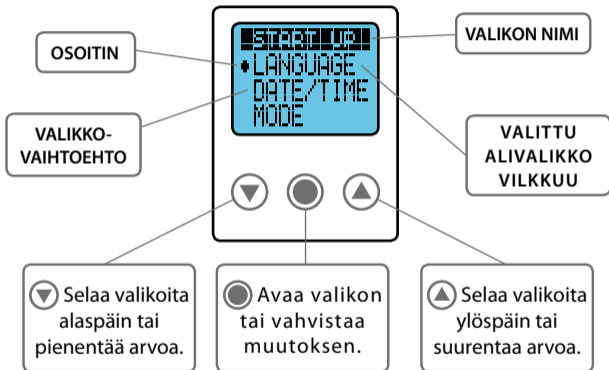 OSOITIN
START UP
VALIKON NIMI
LANGUAGE
DATE/TIME
MODE
VALIKKO-
VAIHTOEHTO
VALITTU
ALIVALIKKO
VILKKUU
Selaa valikoita
alaspäin tai
pienentää arvoa.
Avaa valikon
tai vahvistaa
muutoksen.
Selaa valikoita
ylöspäin tai
suurentaa arvoa.